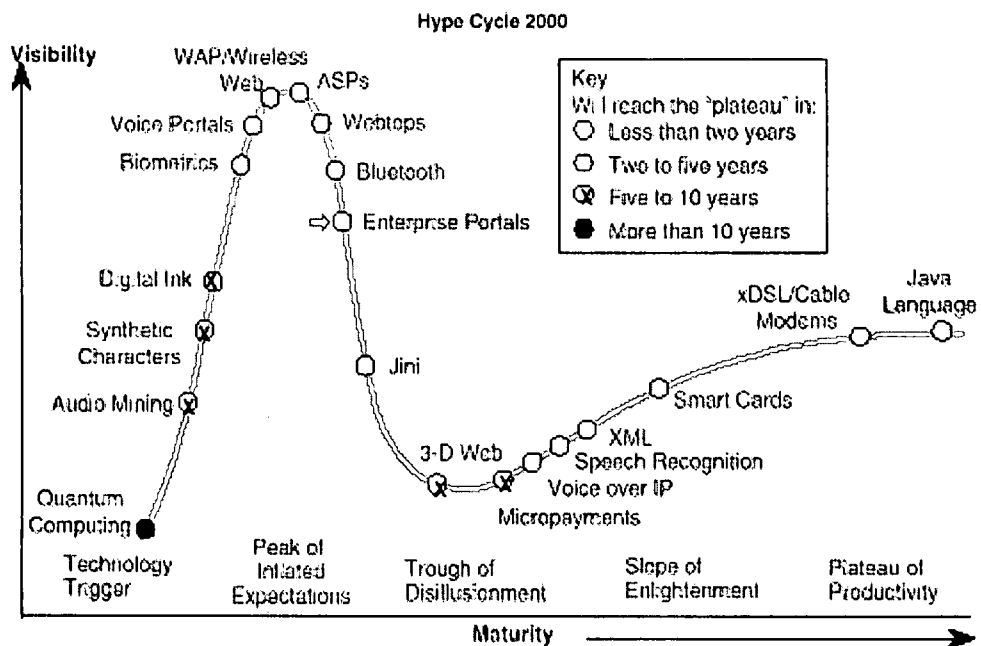 Hype Cycle 2000
Visibility
WAP/Wireless
Web
ASPs
Voice Portals
Webtops
Biometrics
Bluetooth
Enterprise Portals
Digital Ink
Synthetic
Characters
Audio Mining
Jini
Quantum
Computing
3-D Web
Micropayments
Voice over IP
Speech Recognition
XML
Smart Cards
xDSL/Cable
Modems
Java
Language
Key
Will reach the "plateau" in:
Less than two years
Two to five years
Five to 10 years
More than 10 years
Technology
Trigger
Peak of
Inflated
Expectations
Trough of
Disillusionment
Slope of
Enlightenment
Plateau of
Productivity
Maturity